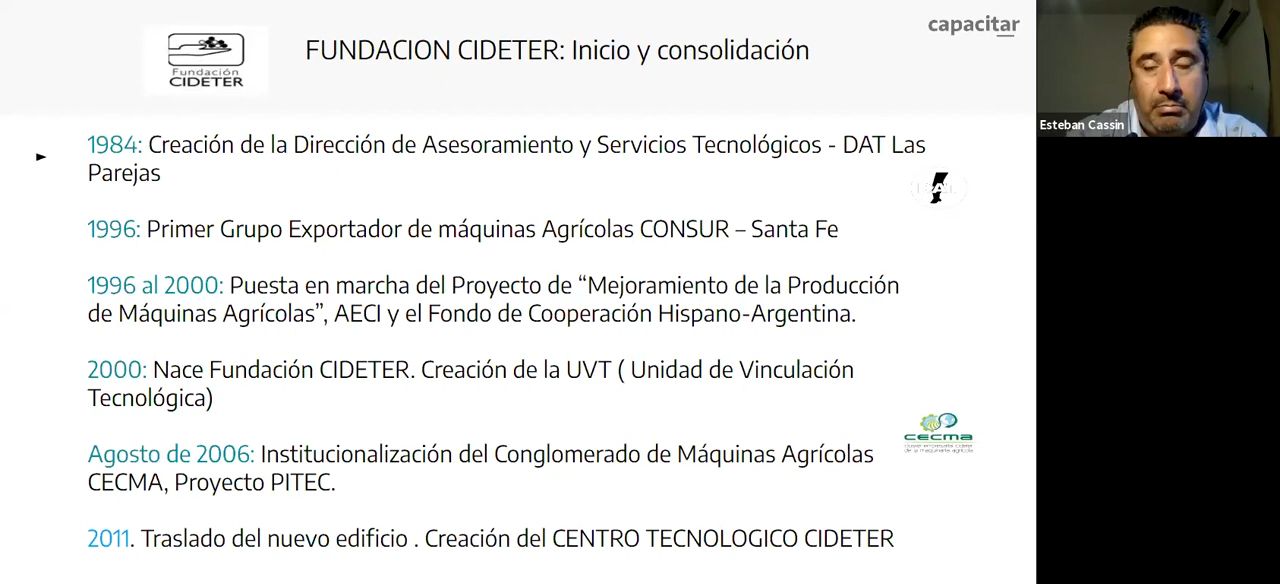 capacitar
Fundación
CIDETER
FUNDACION CIDETER: Inicio y consolidación
Esteban Cassin
1984: Creación de la Dirección de Asesoramiento y Servicios Tecnológicos - DAT Las
Parejas
1996: Primer Grupo Exportador de máquinas Agrícolas CONSUR – Santa Fe
1996 al 2000: Puesta en marcha del Proyecto de “Mejoramiento de la Producción
de Máquinas Agrícolas”, AECI y el Fondo de Cooperación Hispano-Argentina.
2000: Nace Fundación CIDETER. Creación de la UVT ( Unidad de Vinculación
Tecnológica)
cecma
Agosto de 2006: Institucionalización del Conglomerado de Máquinas Agrícolas
CECMA, Proyecto PITEC.
2011. Traslado del nuevo edificio . Creación del CENTRO TECNOLOGICO CIDETER